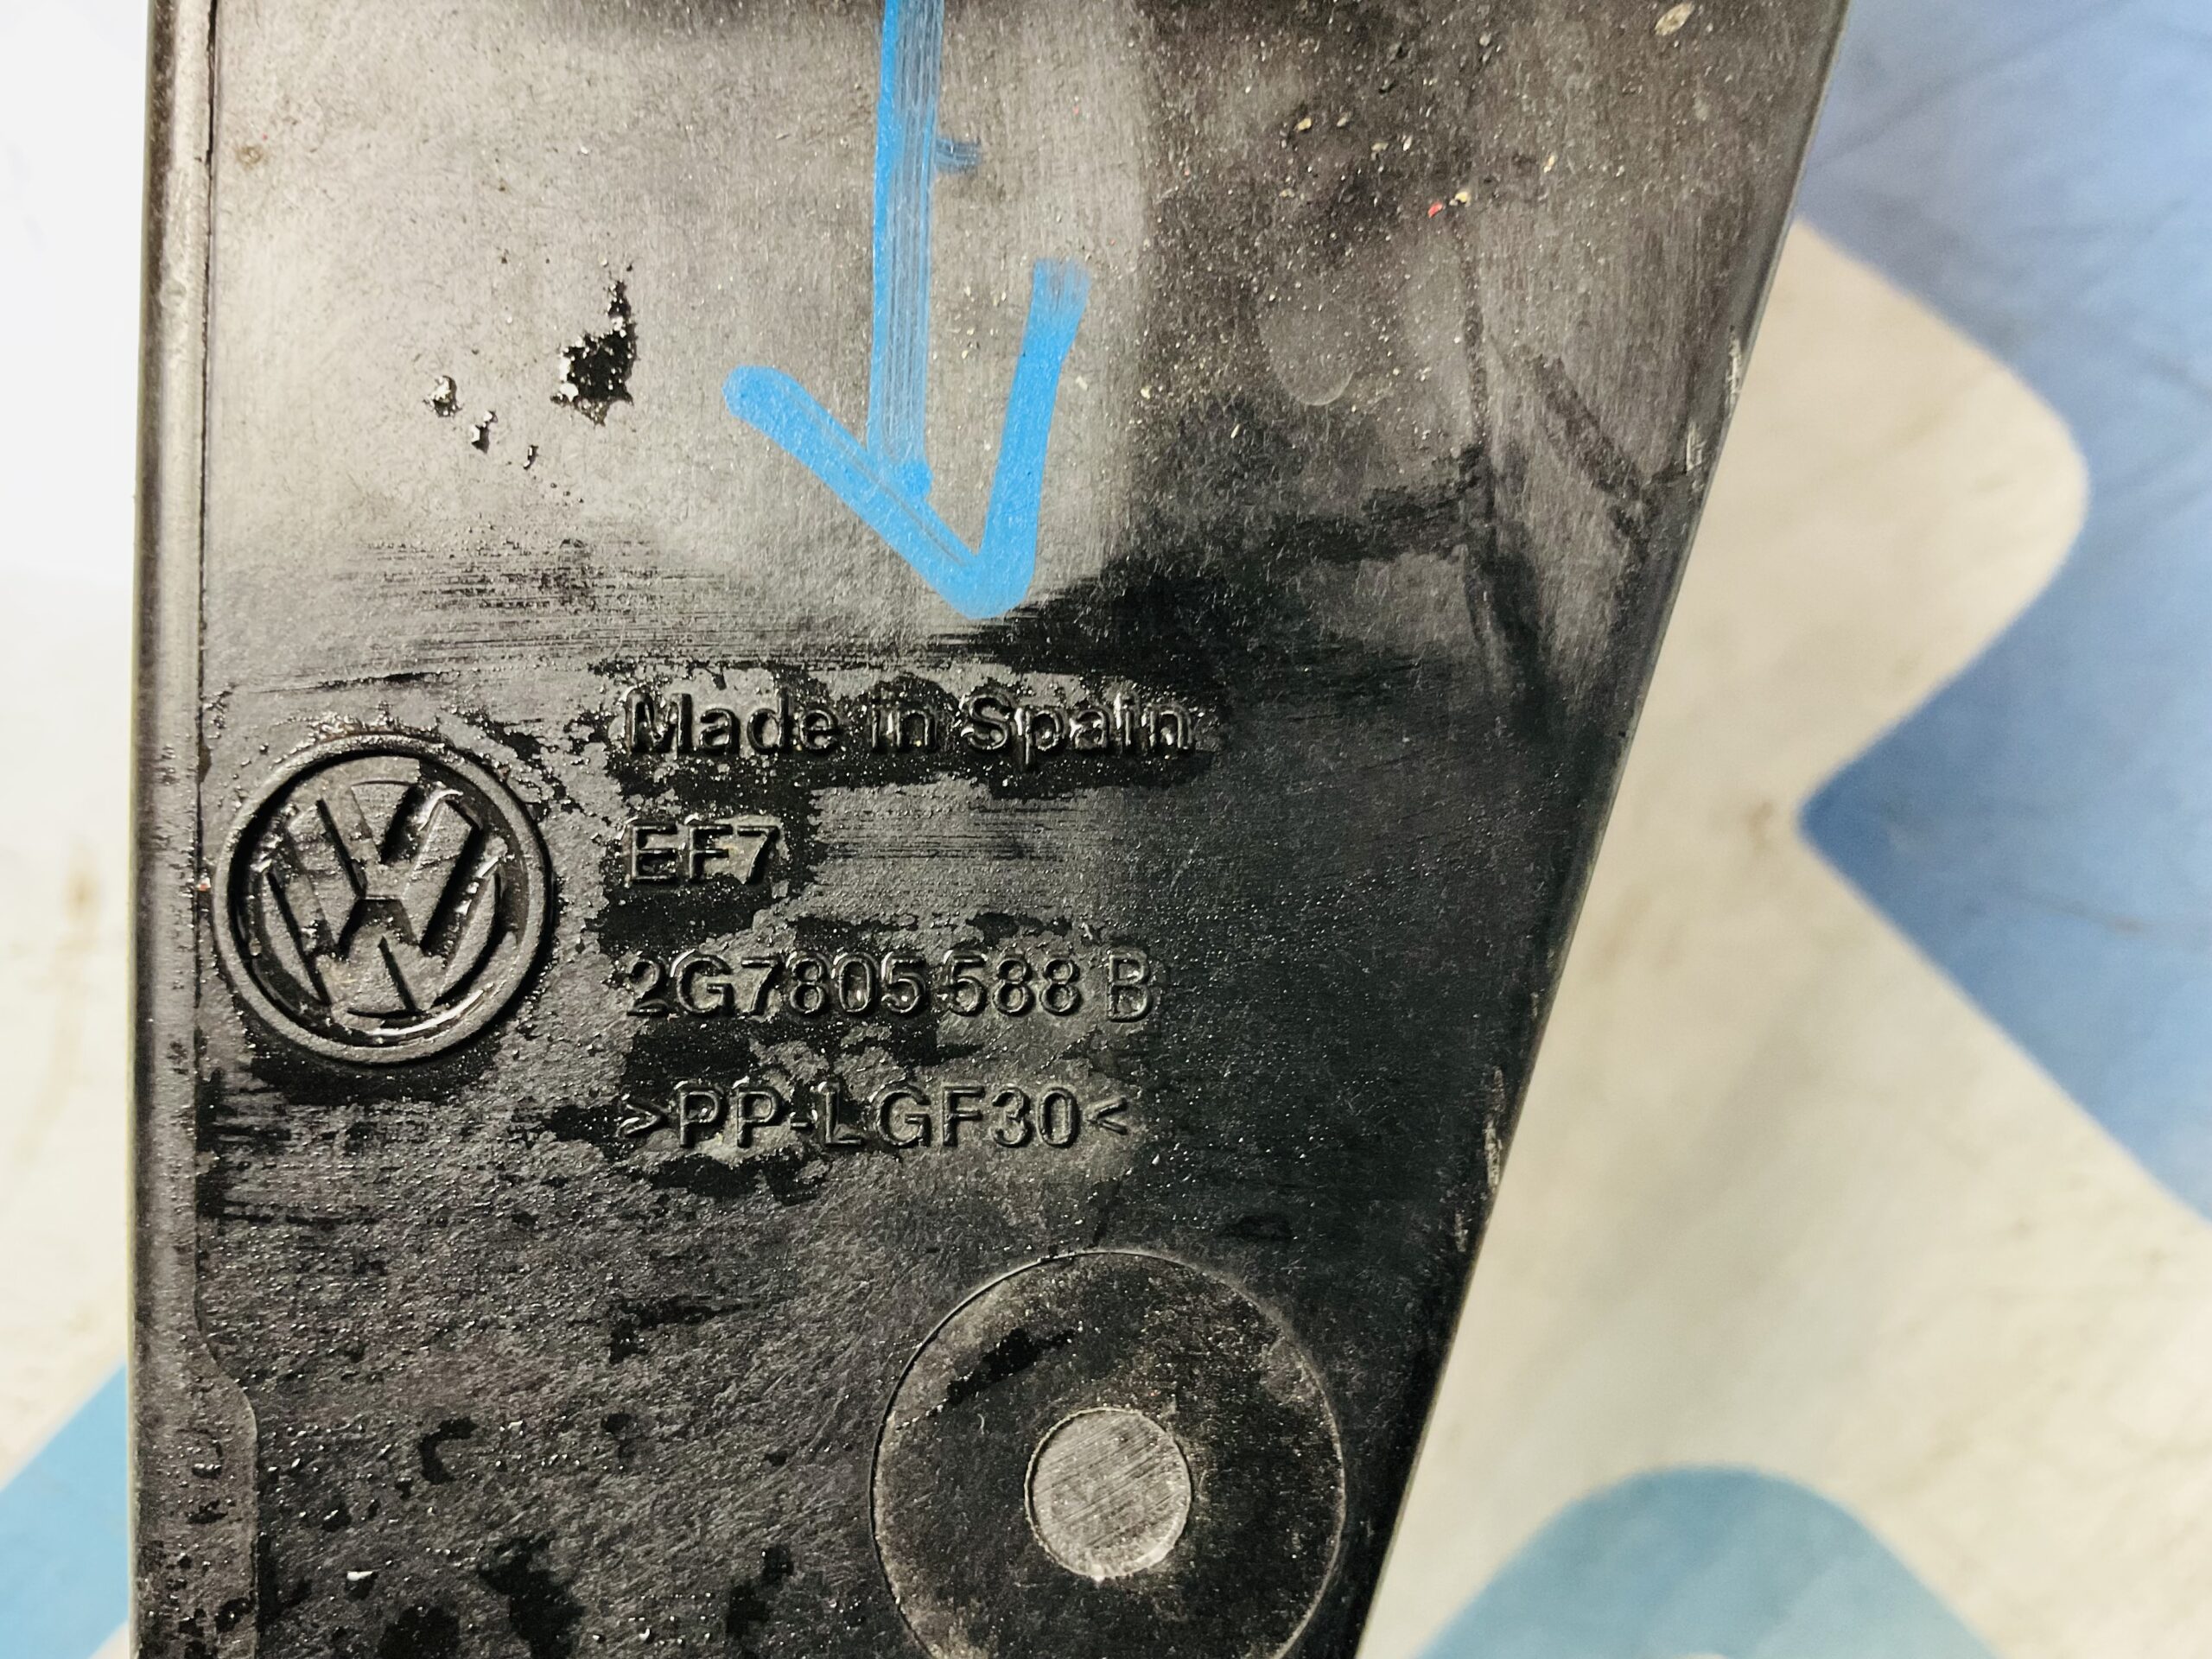 Made in Spain
EF7
2G7805 588 B
>PP-LGF30<